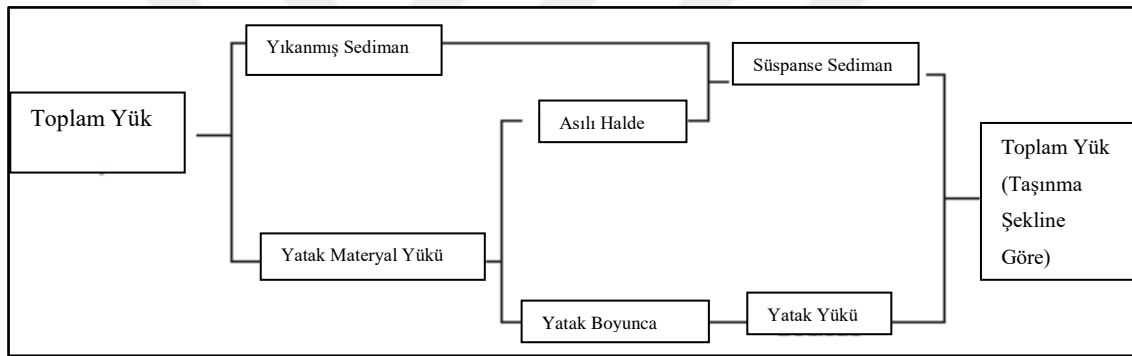 Yıkanmış Sediman
Süspanse Sediman
Toplam Yük
Asılı Halde
Toplam Yük
(Taşınma
Şekline
Göre)
Yatak Materyal Yükü
Yatak Boyunca
Yatak Yükü